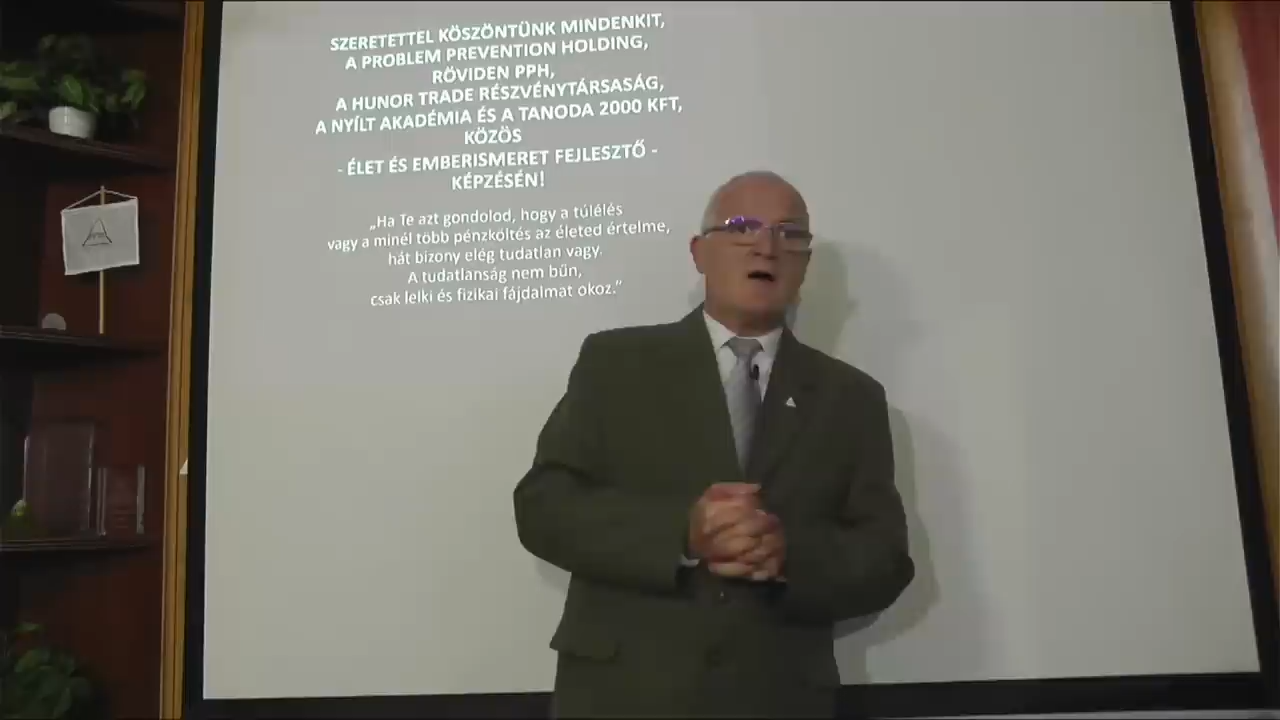 SZERETETTEL KÖSZÖNTÜNK MINDENKIT,
A PROBLEM PREVENTION HOLDING,
RÖVIDEN PPH,
A HUNOR TRADE RÉSZVÉNYTÁRSASÁG,
A NYÍLT AKADÉMIA ÉS A TANODA 2000 KFT,
KÖZÖS
- ÉLET ÉS EMBERISMERET FEJLESZTŐ -
KÉPZÉSÉN!
„Ha Te azt gondolod, hogy a túlélés
vagy a minél több pénzköltés az életed értelme,
hát bizony elég tudatlan vagy.
A tudatlanság nem bűn,
csak lelki és fizikai fájdalmat okoz.”